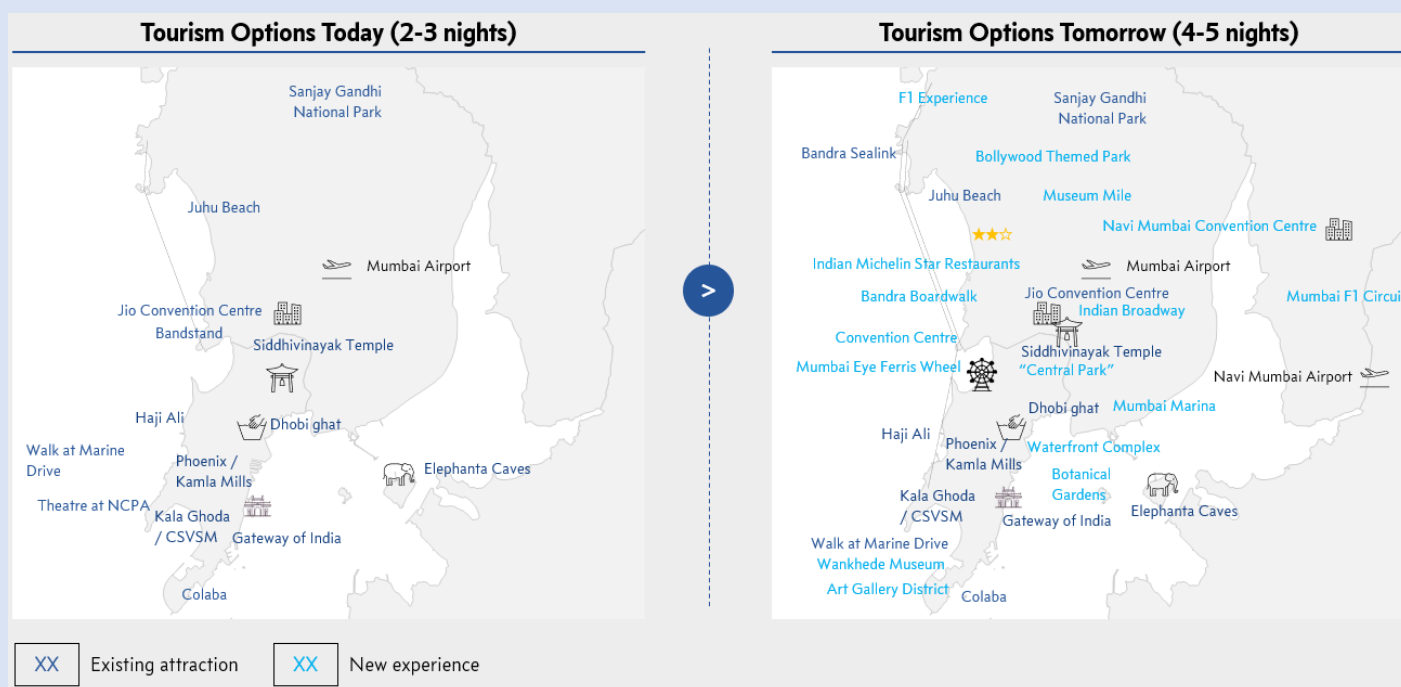 Tourism Options Today (2-3 nights)
Sanjay Gandhi
National Park
Juhu Beach
Mumbai Airport
Jio Convention Centre
Bandstand
Siddhivinayak Temple
Haji Ali
Dhobi ghat
Walk at Marine
Drive
Phoenix /
Kamla Mills
Elephanta Caves
Theatre at NCPA
Kala Ghoda
/ CSVSM
Gateway of India
Colaba
>
Tourism Options Tomorrow (4-5 nights)
F1 Experience
Sanjay Gandhi
National Park
Bandra Sealink
Bollywood Themed Park
Juhu Beach
Museum Mile
Navi Mumbai Convention Centre
Indian Michelin Star Restaurants
Mumbai Airport
Bandra Boardwalk
Jio Convention Centre
Indian Broadway
Mumbai F1 Circui
Convention Centre
Siddhivinayak Temple
Mumbai Eye Ferris Wheel
"Central Park"
Navi Mumbai Airport
Dhobi ghat
Mumbai Marina
Haji Ali
Phoenix /
Kamla Mills
Waterfront Complex
Botanical
Gardens
Kala Ghoda
/ CSVSM
Gateway of India
Elephanta Caves
Walk at Marine Drive
Wankhede Museum
Art Gallery District
Colaba
XX Existing attraction
XX New experience